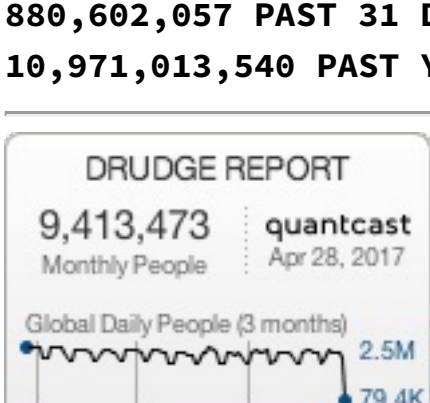 880,602,057 PAST 31
10,971,013,540 PAST
DRUDGE REPORT
9,413,473 quantcast
Monthly People Apr 28, 2017
Global Daily People (3 months)
2.5M
79.4K